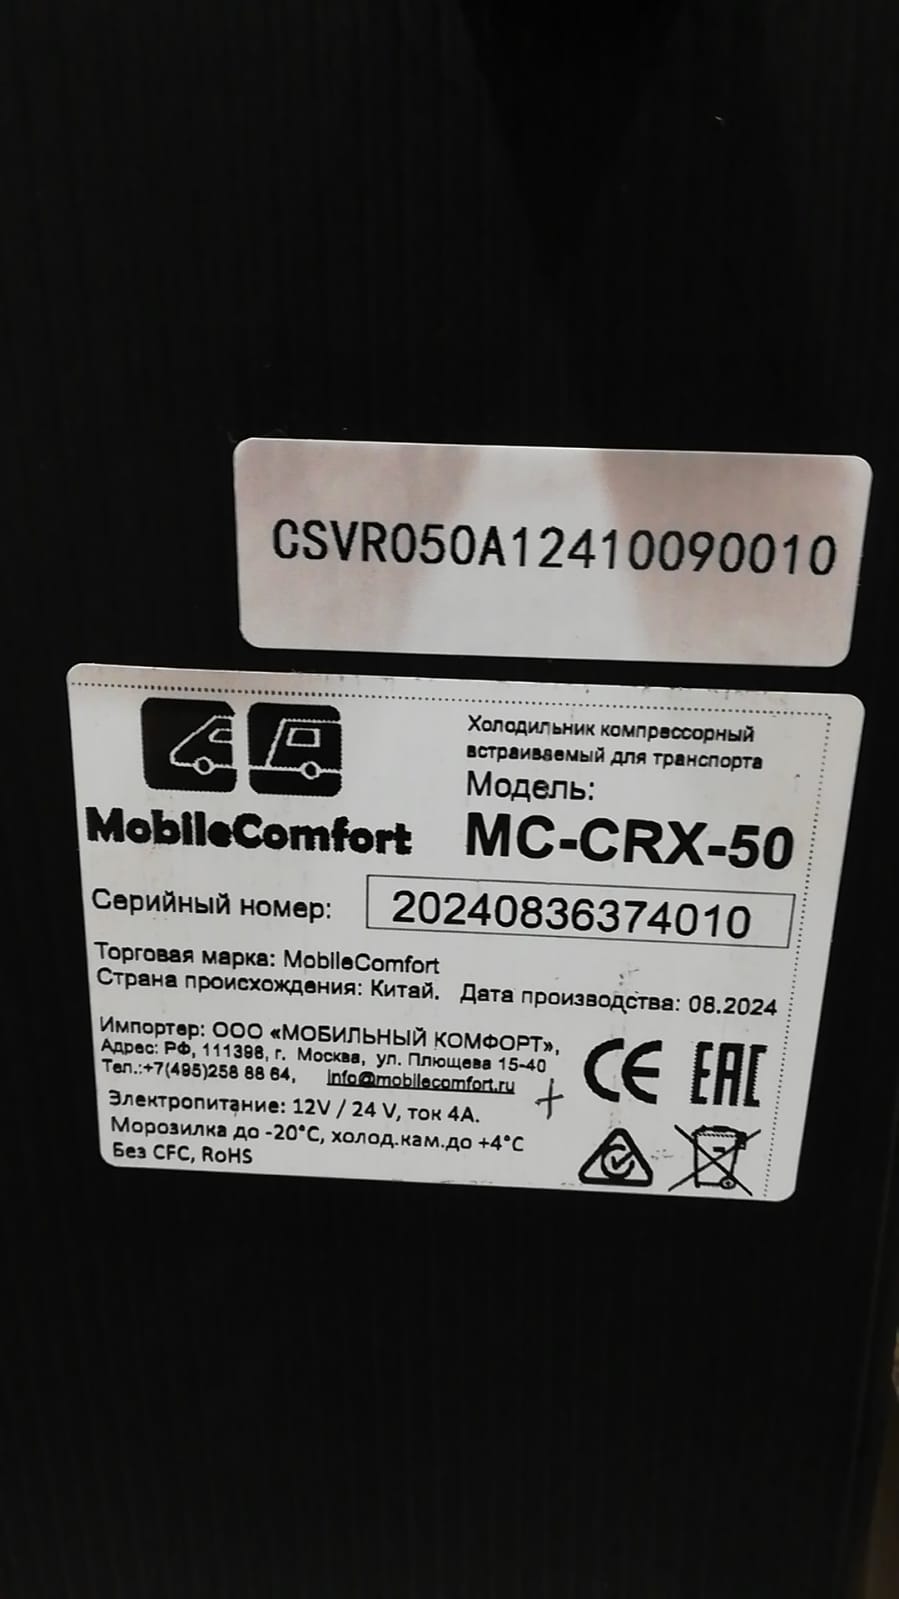 CSVR050A12410090010
MobileComfort
Холодильник компрессорный
встраиваемый для транспорта
Модель:
MC-CRX-50
Серийный номер: 20240836374010
Торговая марка: MobileComfort
Страна происхождения: Китай. Дата производства: 08.2024
Импортер: ООО «МОБИЛЬНЫЙ КОМФОРТ»,
Адрес: РФ, 111398, г. Москва, ул. Плющева 15-40
Тел.:+7(495)258 88 64, info@mobilecomfort.ru
Электропитание: 12V / 24 V, ток 4А.
Морозилка до -20°С, холод.кам.до +4°С
Без CFC, RoHS
CE EAC